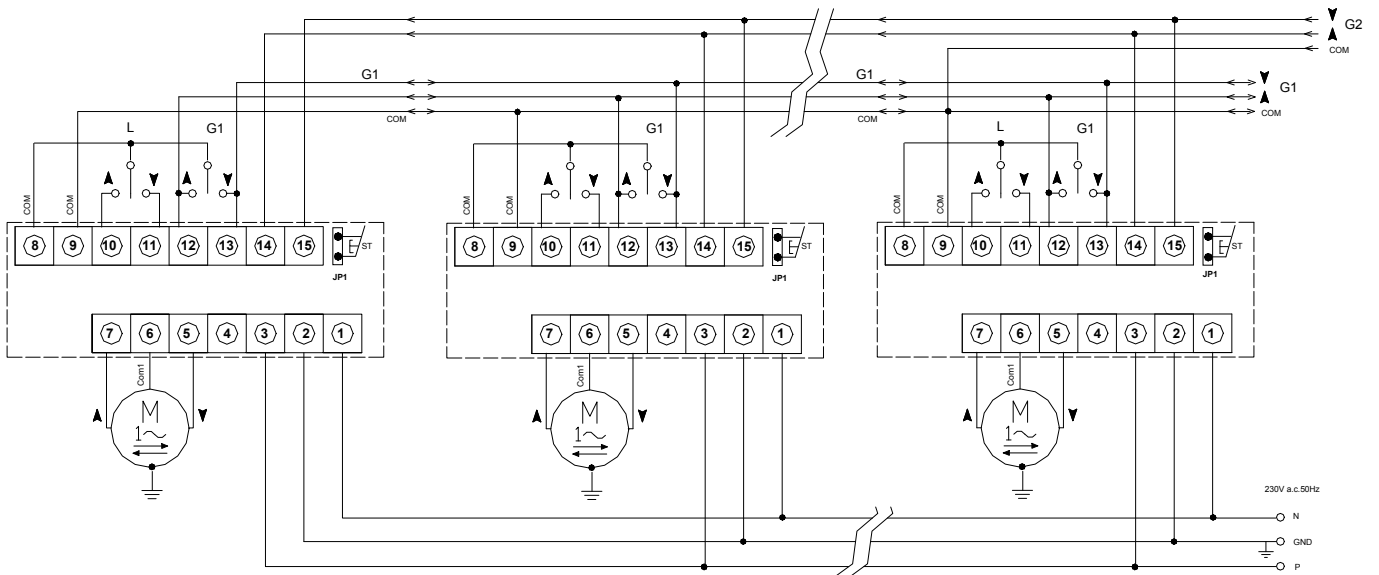 G2
COM
G1 G1 G1
COM COM COM
L G1 G1 L G1
COM COM COM COM COM COM
8 9 10 11 12 13 14 15 ST 8 9 10 11 12 13 14 15 ST 8 9 10 11 12 13 14 15 ST
JP1 JP1 JP1
7 6 5 4 3 2 1 7 6 5 4 3 2 1 7 6 5 4 3 2 1
Com1 Com1 Com1
M M M
1~ 1~ 1~
230V a.c.50Hz
N
GND
P